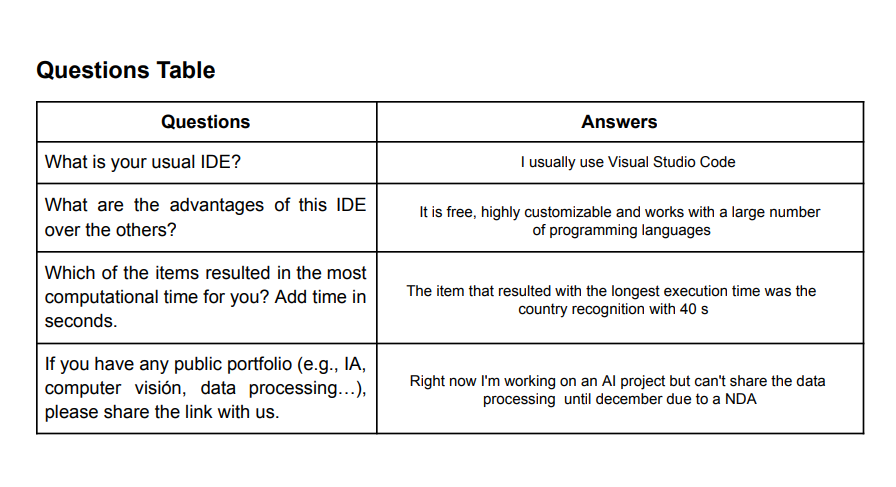 Questions Table
Questions
Answers
What is your usual IDE?
I usually use Visual Studio Code
What are the advantages of this IDE
over the others?
It is free, highly customizable and works with a large number
of programming languages
Which of the items resulted in the most
computational time for you? Add time in
seconds.
The item that resulted with the longest execution time was the
country recognition with 40 s
If you have any public portfolio (e.g., IA,
computer visión, data processing…),
please share the link with us.
Right now I'm working on an AI project but can't share the data
processing  until december due to a NDA